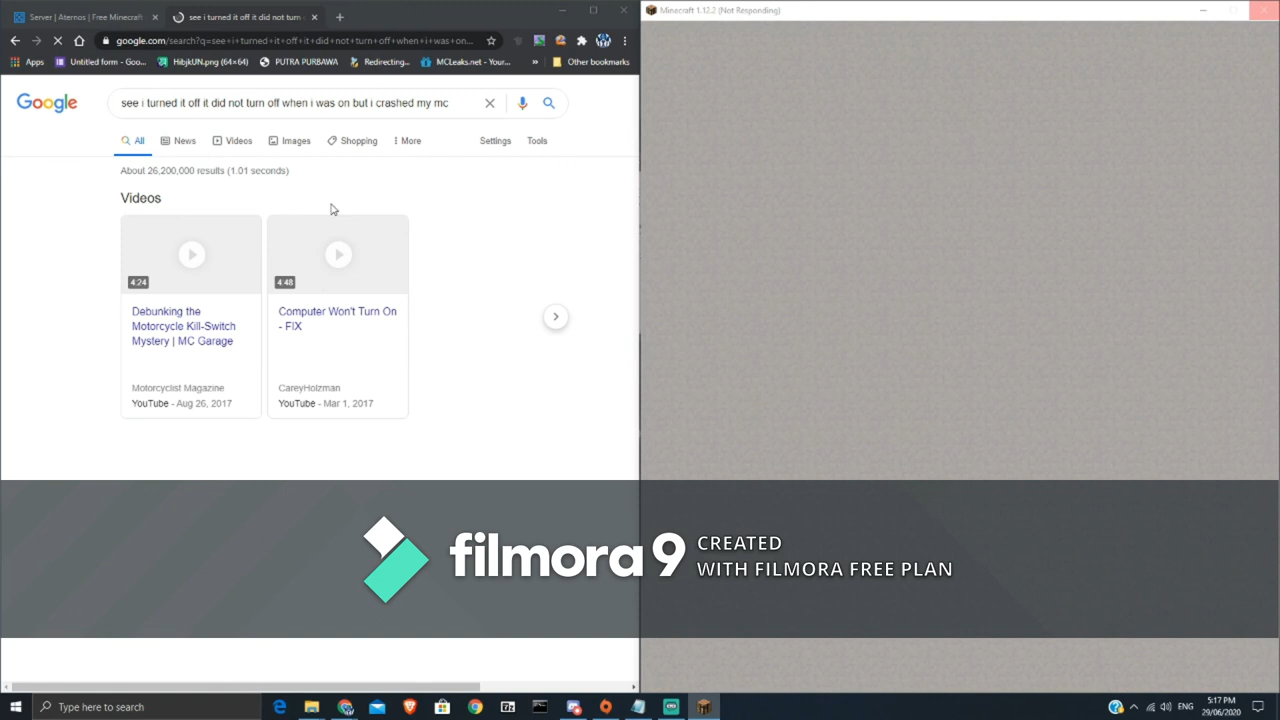 Server | Aternos | Free Minecraft
see i turned it off it did not turn
Minecraft 1.12.2 (Not Responding)
google.com/search?q=see+i+turned+it+off+it+did+not+turn+off+when+i+was+on...
Apps
Untitled form - Goo...
HibjkUN.png (64×64)
PUTRA PURBAWA
Redirecting...
MCLeaks.net - Your...
»
Other bookmarks
Google
see i turned it off it did not turn off when i was on but i crashed my mc
All
News
Videos
Images
Shopping
More
Settings
Tools
About 26,200,000 results (1.01 seconds)
Videos
4:24
4:48
Debunking the
Motorcycle Kill-Switch
Mystery | MC Garage
Computer Won't Turn On
- FIX
Motorcyclist Magazine
YouTube - Aug 26, 2017
CareyHolzman
YouTube - Mar 1, 2017
filmora9
CREATED
WITH FILMORA FREE PLAN
Type here to search
ENG
5:17 PM
29/06/2020